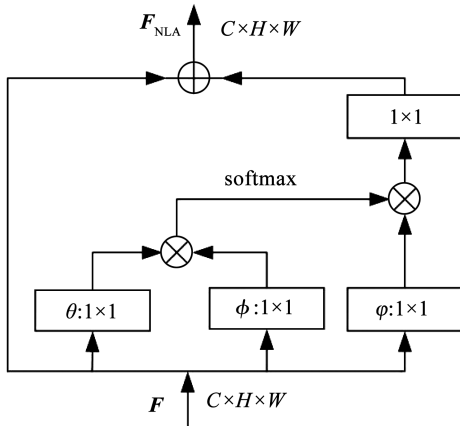 F_NLA C×H×W
1×1
softmax
θ:1×1 ϕ:1×1 φ:1×1
F C×H×W